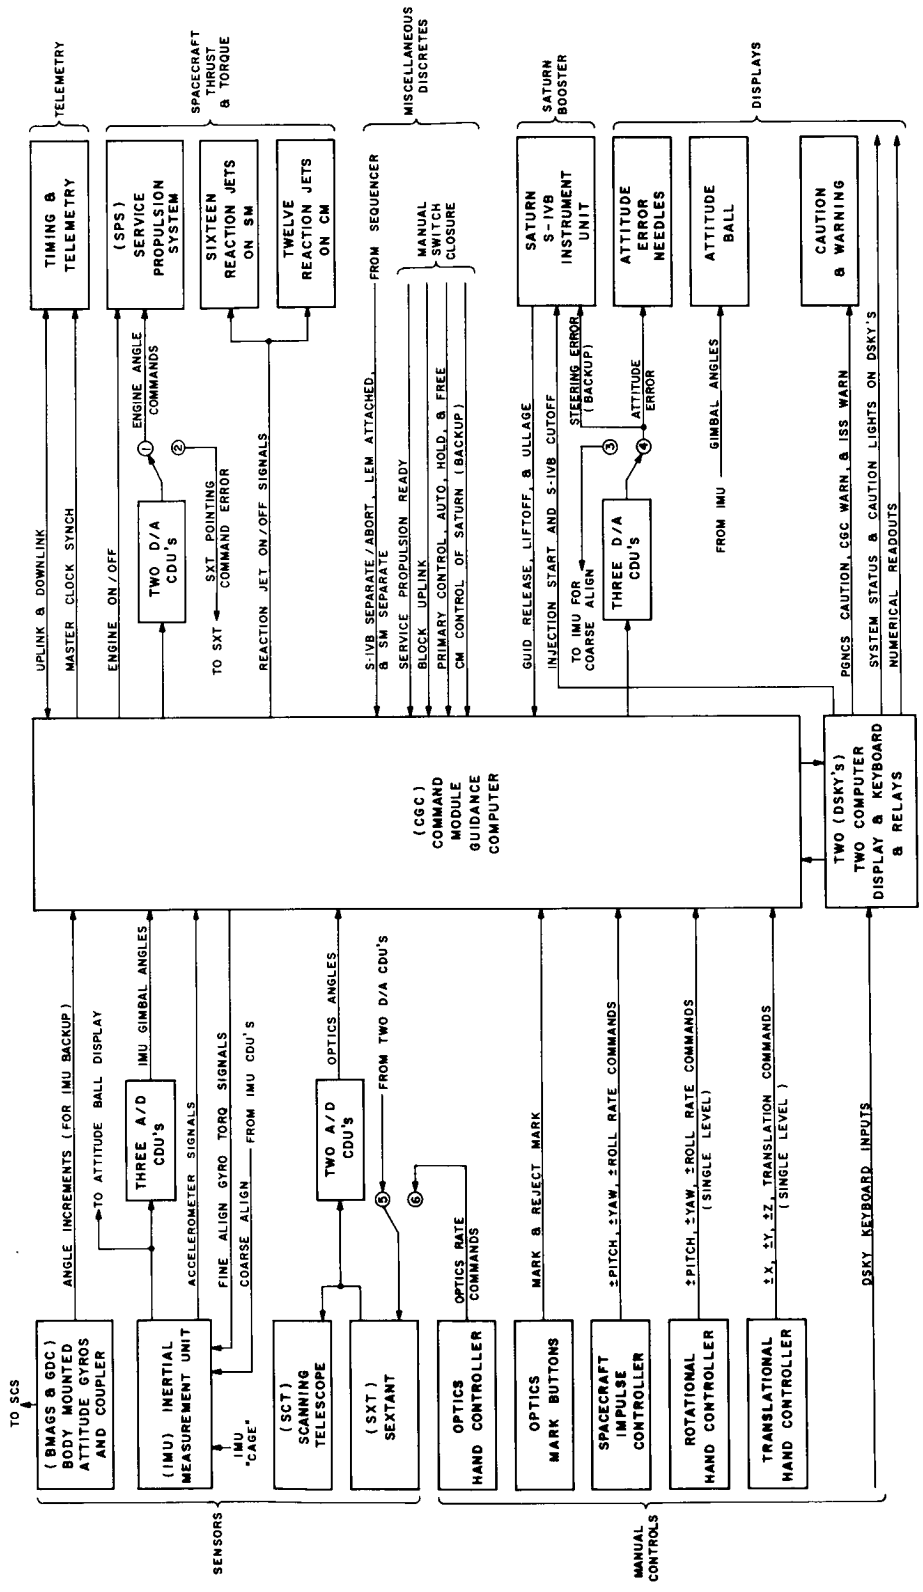 TO SCS
(BMAGS & GDC)
BODY MOUNTED
ATTITUDE GYROS
AND COUPLER
ANGLE INCREMENTS (FOR IMU BACKUP)
TO ATTITUDE BALL DISPLAY
(IMU) INERTIAL
MEASUREMENT UNIT
THREE A/D
CDU'S
IMU GIMBAL ANGLES
ACCELEROMETER SIGNALS
FINE ALIGN GYRO TORQ SIGNALS
COARSE ALIGN
FROM IMU CDU'S
IMU
"CAGE"
(SCT)
SCANNING
TELESCOPE
(SXT)
SEXTANT
TWO A/D
CDU'S
OPTICS ANGLES
5
FROM TWO D/A CDU'S
6
SENSORS
OPTICS
HAND CONTROLLER
OPTICS RATE
COMMANDS
OPTICS
MARK BUTTONS
MARK & REJECT MARK
SPACECRAFT
IMPULSE
CONTROLLER
±PITCH, ±YAW, ±ROLL RATE COMMANDS
ROTATIONAL
HAND CONTROLLER
±PITCH, ±YAW, ±ROLL RATE COMMANDS
(SINGLE LEVEL)
TRANSLATIONAL
HAND CONTROLLER
±X, ±Y, ±Z, TRANSLATION COMMANDS
(SINGLE LEVEL)
DSKY KEYBOARD INPUTS
MANUAL
CONTROLS
(CGC)
COMMAND
MODULE
GUIDANCE
COMPUTER
TWO (DSKY's)
TWO COMPUTER
DISPLAY & KEYBOARD
& RELAYS
UPLINK & DOWNLINK
MASTER CLOCK SYNCH
TIMING &
TELEMETRY
TELEMETRY
ENGINE ON/OFF
TWO D/A
CDU's
1
2
ENGINE ANGLE
COMMANDS
TO SXT
SXT POINTING
COMMAND ERROR
(SPS)
SERVICE
PROPULSION
SYSTEM
REACTION JET ON/OFF SIGNALS
SIXTEEN
REACTION JETS
ON SM
TWELVE
REACTION JETS
ON CM
SPACECRAFT
THRUST
& TORQUE
S-IVB SEPARATE/ABORT, LEM ATTACHED,
& SM SEPARATE
FROM SEQUENCER
SERVICE PROPULSION READY
BLOCK UPLINK
PRIMARY CONTROL, AUTO, HOLD, & FREE
CM CONTROL OF SATURN (BACKUP)
MANUAL
SWITCH
CLOSURE
MISCELLANEOUS
DISCRETES
GUID RELEASE, LIFTOFF, & ULLAGE
INJECTION START AND S-IVB CUTOFF
SATURN
S-IVB
INSTRUMENT
UNIT
SATURN
BOOSTER
TO IMU FOR
COARSE ALIGN
THREE D/A
CDU'S
3
4
STEERING ERROR
(BACKUP)
ATTITUDE
ERROR
ATTITUDE
ERROR
NEEDLES
FROM IMU
GIMBAL ANGLES
ATTITUDE
BALL
PGNCS CAUTION, CGC WARN, & ISS WARN
CAUTION
& WARNING
SYSTEM STATUS & CAUTION LIGHTS ON DSKY'S
NUMERICAL READOUTS
DISPLAYS